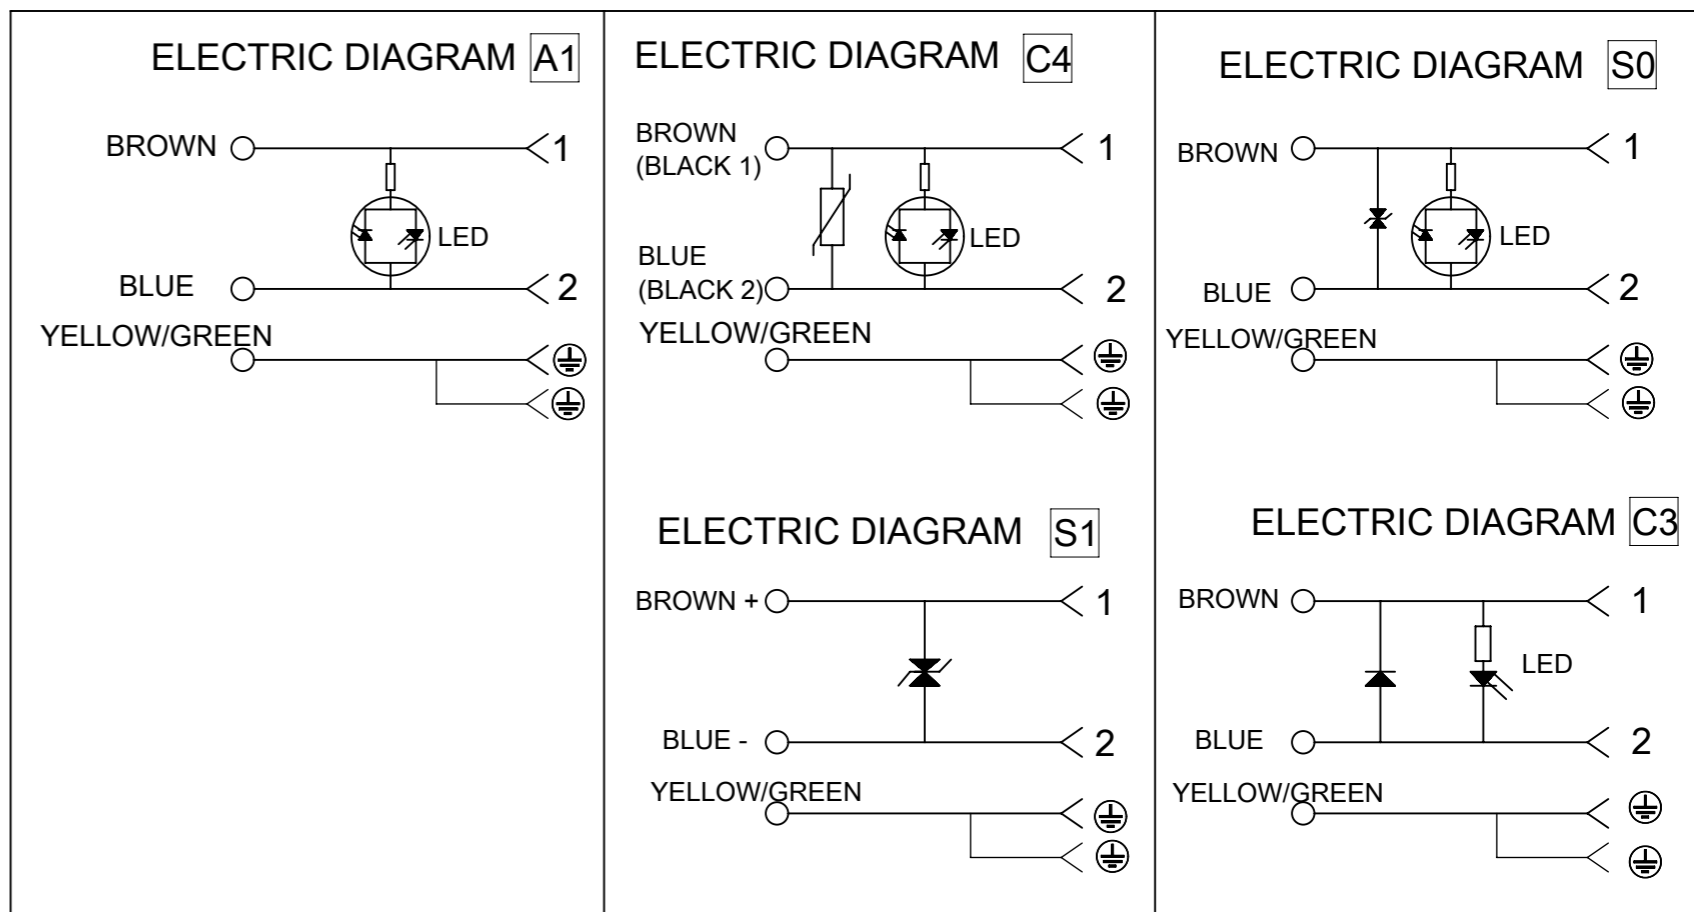 ELECTRIC DIAGRAM A1
BROWN 1
LED
BLUE 2
YELLOW/GREEN
ELECTRIC DIAGRAM C4
BROWN
(BLACK 1) 1
LED
BLUE
(BLACK 2) 2
YELLOW/GREEN
ELECTRIC DIAGRAM S0
BROWN 1
LED
BLUE 2
YELLOW/GREEN
ELECTRIC DIAGRAM S1
BROWN + 1
BLUE - 2
YELLOW/GREEN
ELECTRIC DIAGRAM C3
BROWN 1
LED
BLUE 2
YELLOW/GREEN